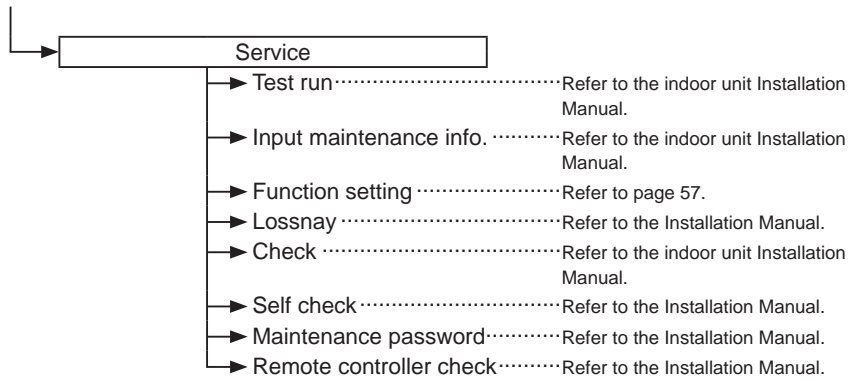 Service
Test run···································Refer to the indoor unit Installation
Manual.
Input maintenance info. ···········Refer to the indoor unit Installation
Manual.
Function setting ·······················Refer to page 57.
Lossnay ···································Refer to the Installation Manual.
Check ······································Refer to the indoor unit Installation
Manual.
Self check································Refer to the Installation Manual.
Maintenance password············Refer to the Installation Manual.
Remote controller check··········Refer to the Installation Manual.